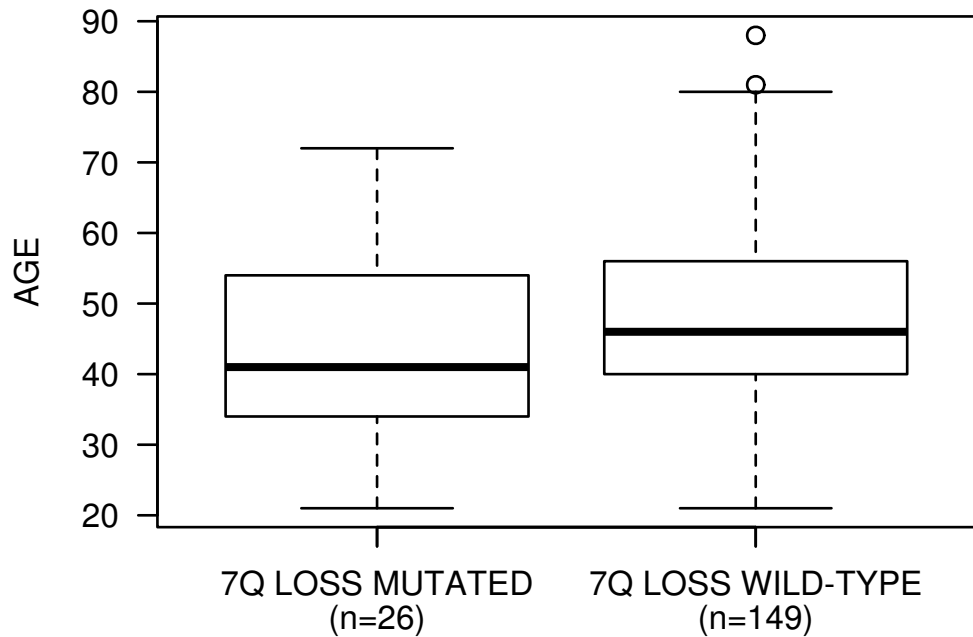 90
80
70
60
50
40
30
20
AGE
7Q LOSS MUTATED
(n=26)
7Q LOSS WILD-TYPE
(n=149)